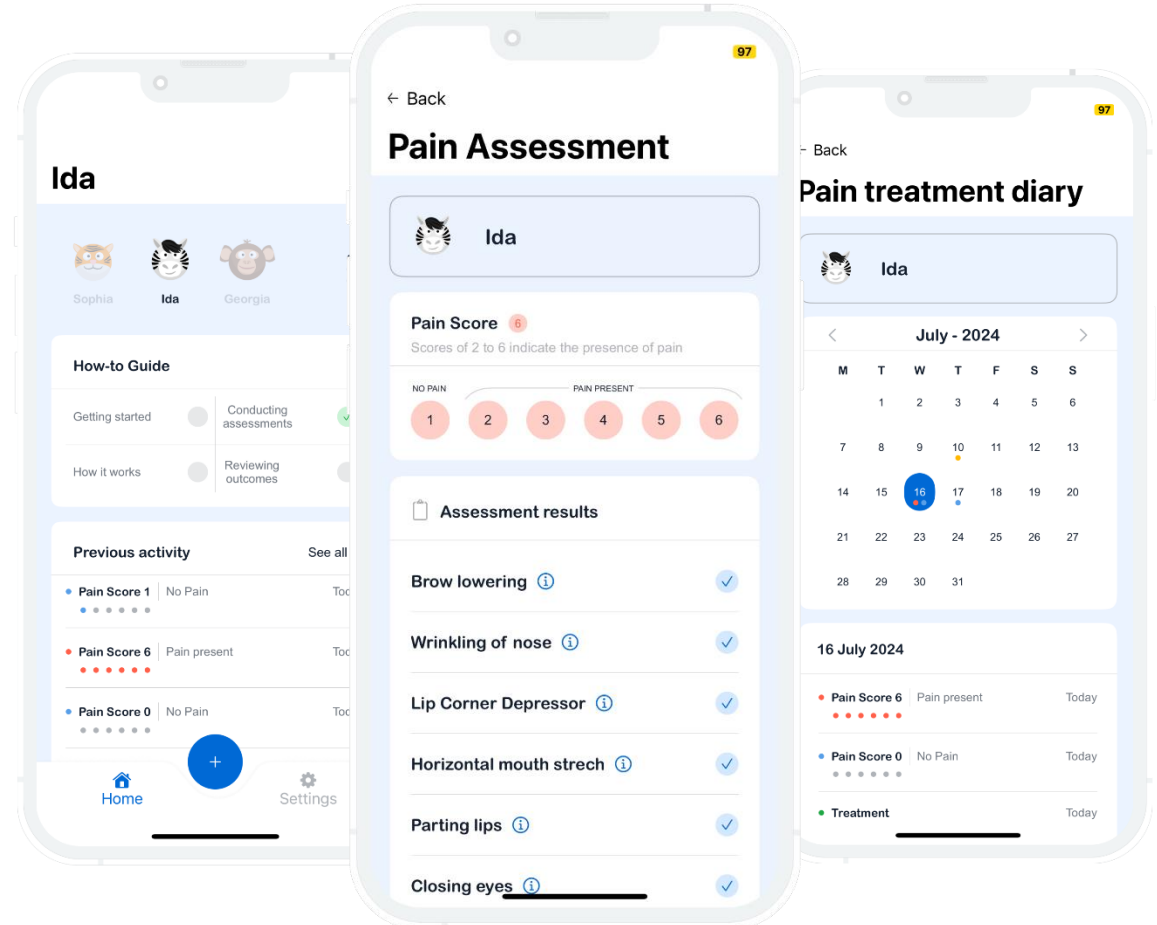 Ida
Sophia
Ida
Georgia
How-to Guide
Getting started
Conducting
assessments
How it works
Reviewing
outcomes
Previous activity
See all
Pain Score 1
No Pain
Pain Score 6
Pain present
Pain Score 0
No Pain
+
Home
Settings
97
← Back
Pain Assessment
Ida
Pain Score 6
Scores of 2 to 6 indicate the presence of pain
NO PAIN
PAIN PRESENT
1 2 3 4 5 6
Assessment results
Brow lowering
Wrinkling of nose
Lip Corner Depressor
Horizontal mouth strech
Parting lips
Closing eyes
97
Back
Pain treatment diary
Ida
July - 2024
M T W T F S S
1 2 3 4 5 6
7 8 9 10 11 12 13
14 15 16 17 18 19 20
21 22 23 24 25 26 27
28 29 30 31
16 July 2024
Pain Score 6 Pain present Today
Pain Score 0 No Pain Today
Treatment Today